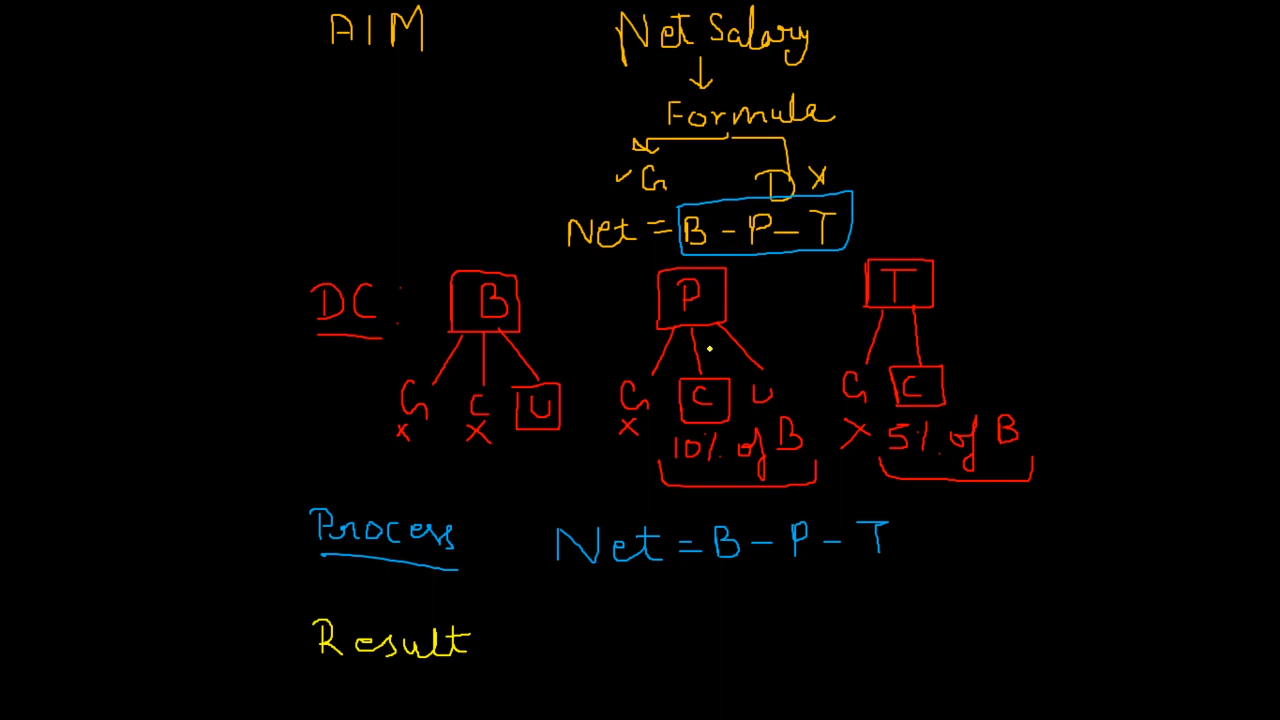 AIM Net Salary
Formula
✓ G D x
Net = B - P - T
DC : B P T
G C U G C U G C
x x x 10% of B x 5% of B
Process Net = B - P - T
Result